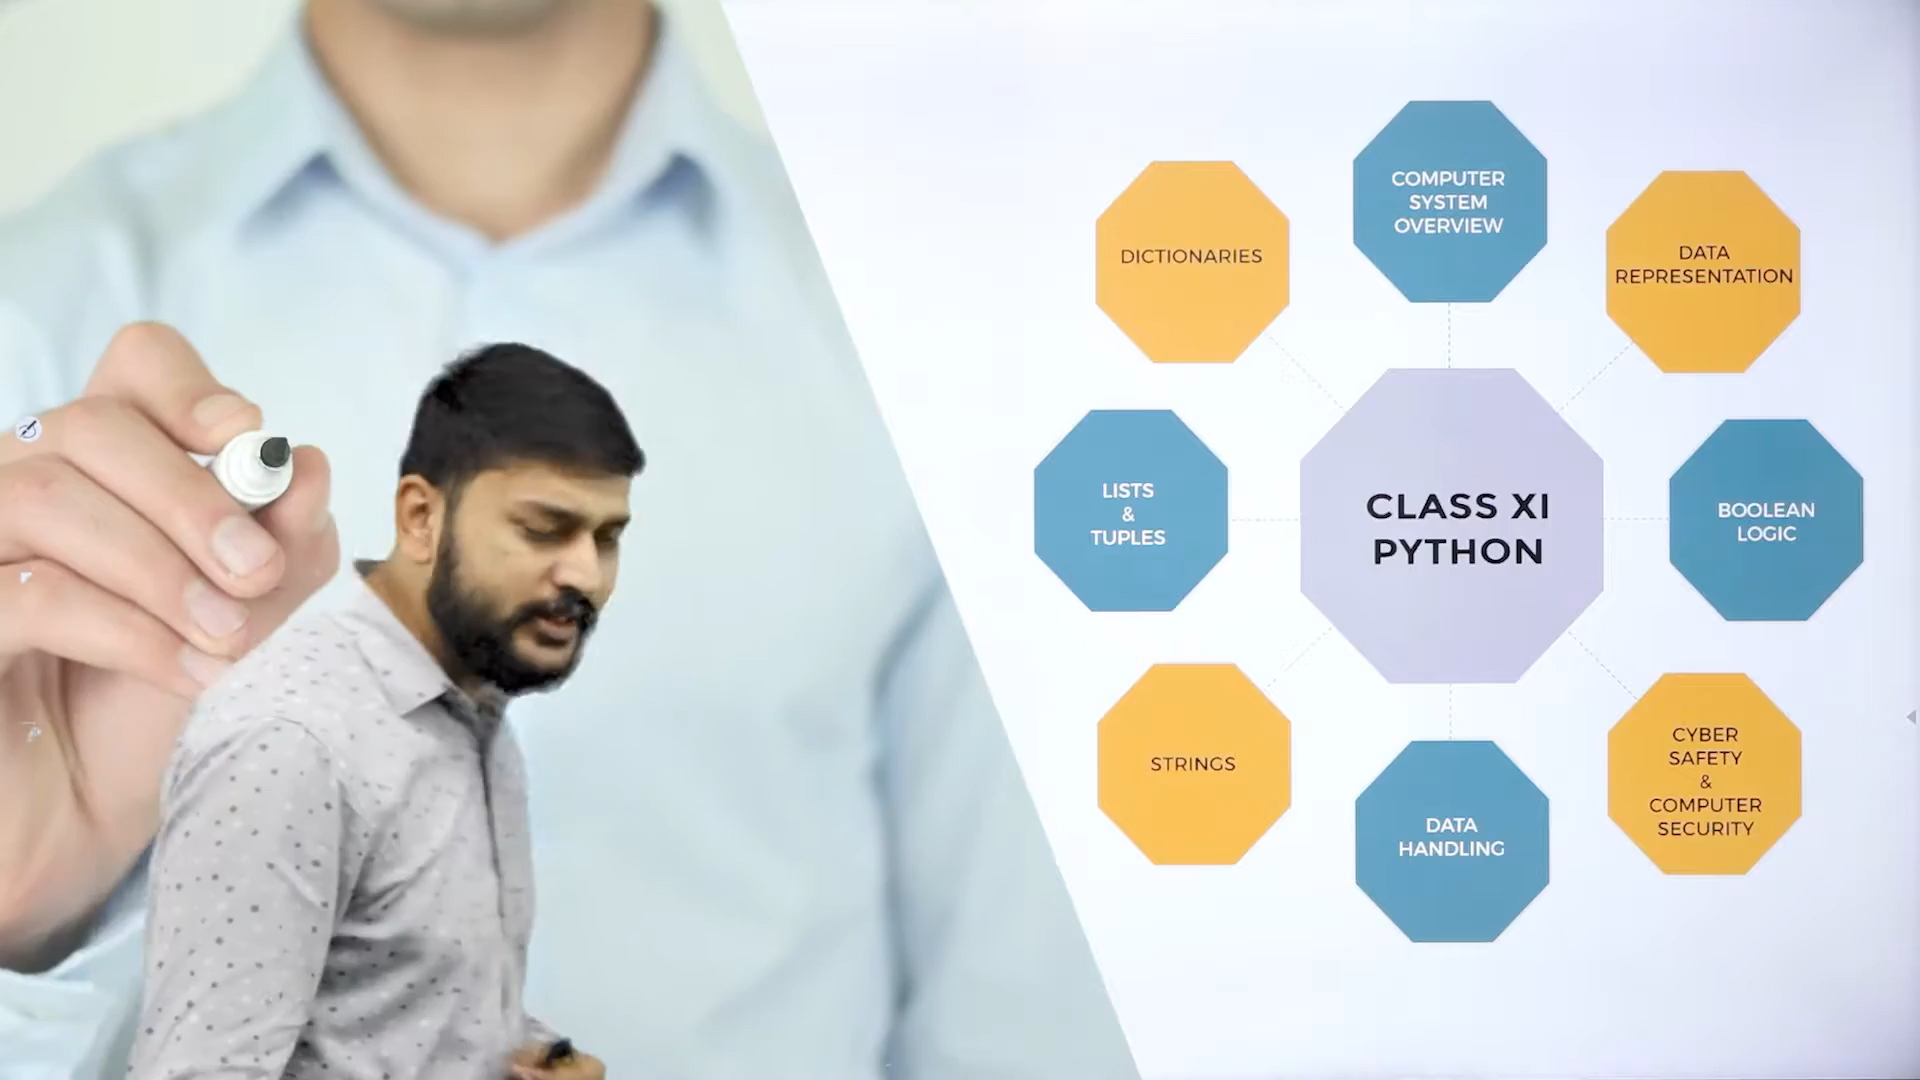 COMPUTER
SYSTEM
OVERVIEW
DICTIONARIES
DATA
REPRESENTATION
LISTS
&
TUPLES
CLASS XI
PYTHON
BOOLEAN
LOGIC
STRINGS
CYBER
SAFETY
&
COMPUTER
SECURITY
DATA
HANDLING